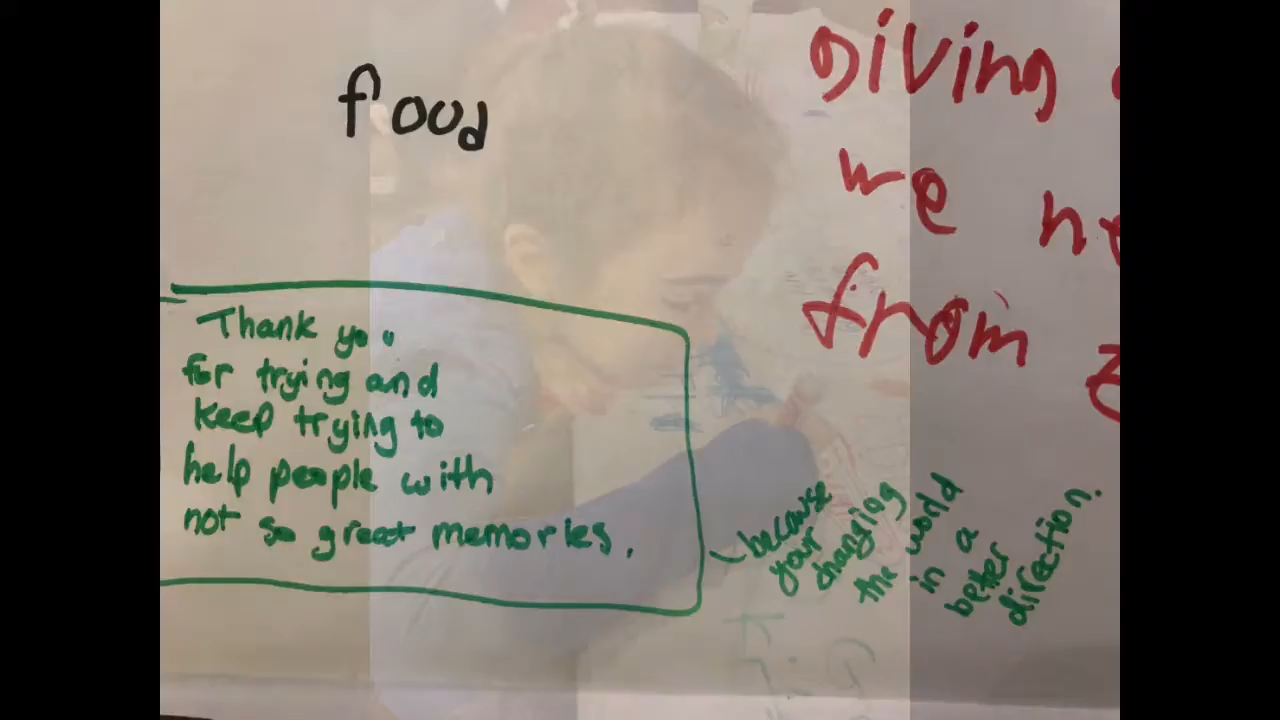 food
giving
we
from
Thank you
for trying and
keep trying to
help people with
not so great memories.
because
your
changing
the world
in a
better
direction.